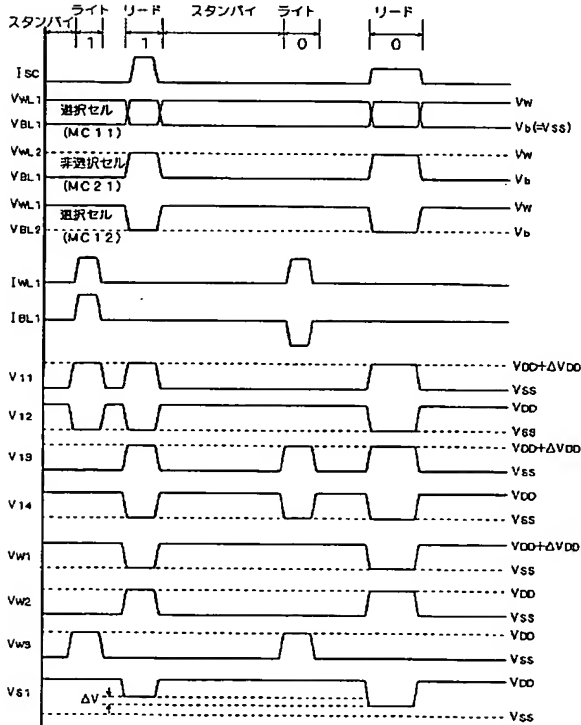 スタンバイ ライト リード スタンバイ ライト リード
1 1 0 0
ISC
VWL1 選択セル VW
VBL1 (MC11) Vb(=VSS)
VWL2 非選択セル VW
VBL1 (MC21) Vb
VWL1 選択セル VW
VBL2 (MC12) Vb
IWL1
IBL1
V11 VDD+ΔVDD
VSS
V12 VDD
VSS
V13 VDD+ΔVDD
VSS
V14 VDD
VSS
VW1 VDD+ΔVDD
VSS
VW2 VDD
VSS
VW3 VDD
VSS
VS1 VDD
ΔV
VSS